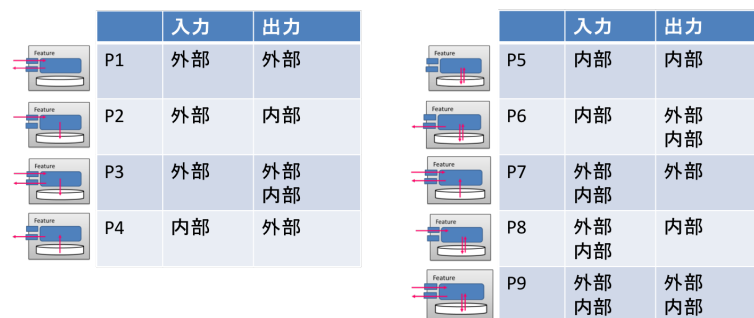 入力 出力
Feature P1 外部 外部
Feature P2 外部 内部
Feature P3 外部 外部
内部
Feature P4 内部 外部
入力 出力
Feature P5 内部 内部
Feature P6 内部 外部
内部
Feature P7 外部 外部
内部
Feature P8 外部 内部
内部
Feature P9 外部 外部
内部 内部